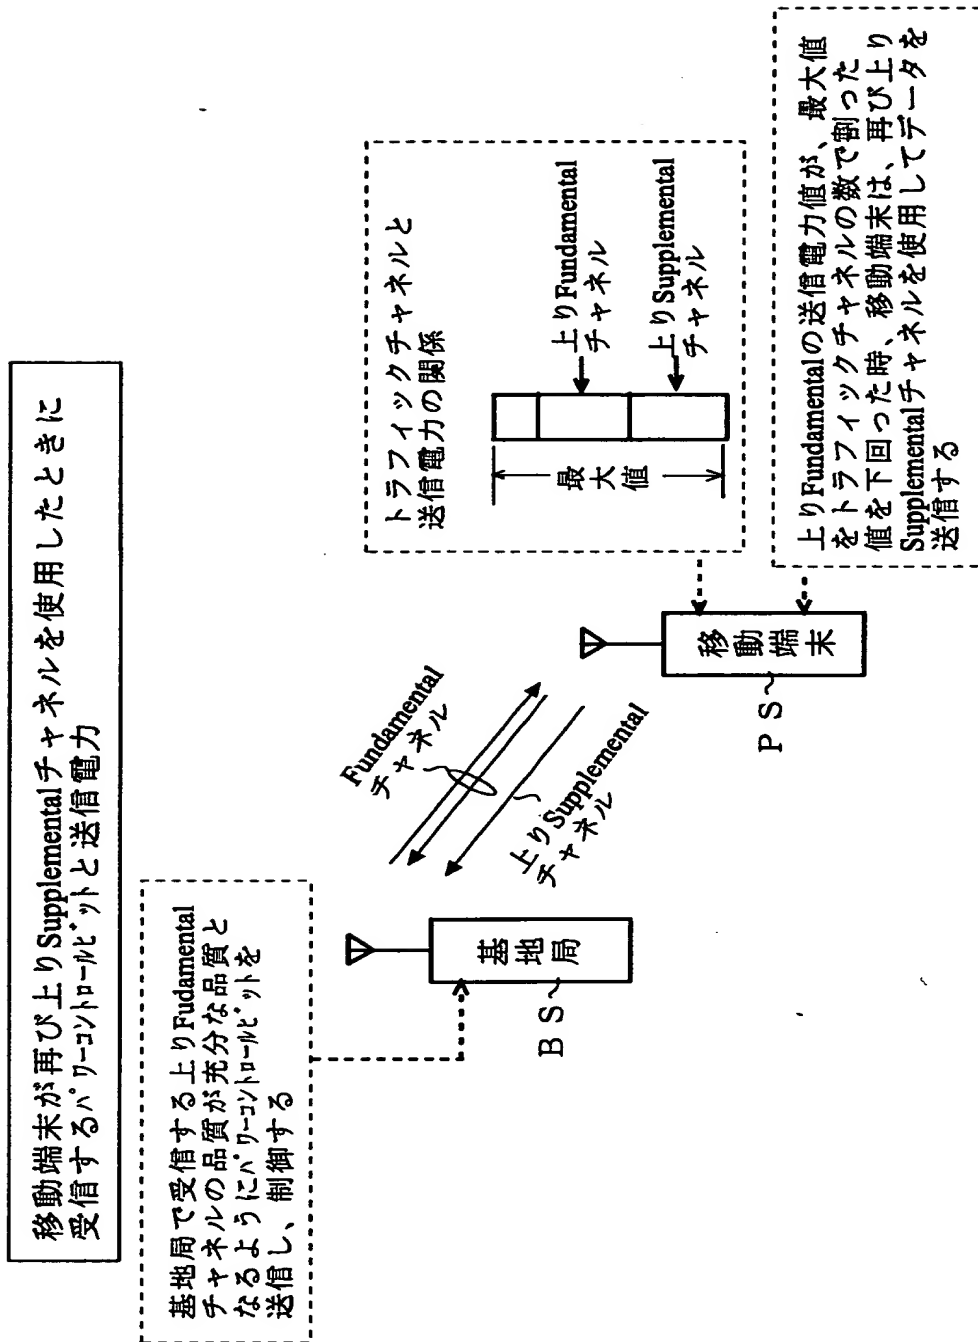 移動端末が再び上りSupplementalチャネルを使用したときに
受信するパワーコントロールビットと送信電力
基地局で受信する上りFudamental
チャネルの品質が充分な品質と
なるようにパワーコントロールビットを
送信し、制御する
基地局
BS
Fundamental
チャネル
上りSupplemental
チャネル
移動端末
PS
トラフィックチャネルと
送信電力の関係
最大値
上りFundamental
チャネル
上りSupplemental
チャネル
上りFundamentalの送信電力値が、最大値
をトラフィックチャネルの数で割った
値を下回った時、移動端末は、再び上り
Supplementalチャネルを使用してデータを
送信する